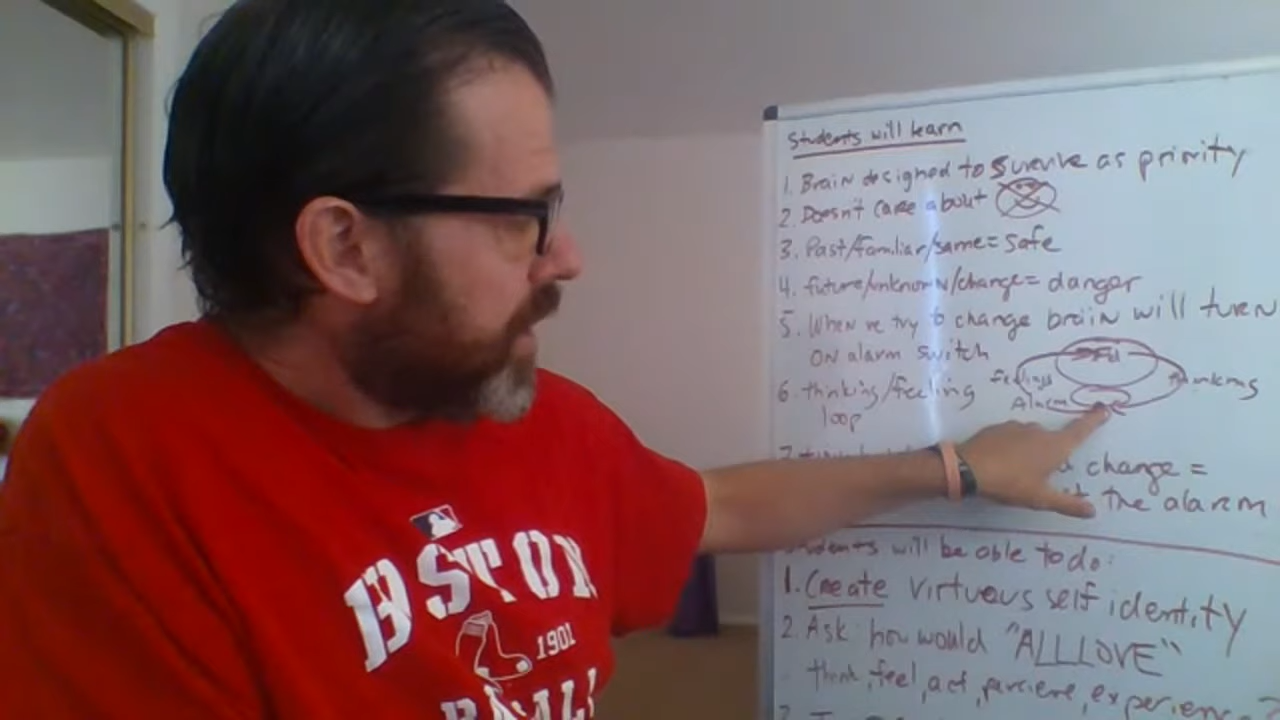 Students will learn
1. Brain designed to survive as priority
2. Doesn't care about
3. Past/familiar/same = safe
4. future/unknown/change = danger
5. When we try to change brain will turn
ON alarm switch
6. thinking/feeling
loop
feelings
thinking
Alarm
7.
change =
the alarm
Students will be able to do:
1. Create virtuous self identity
2. Ask how would "ALLLOVE"
think, feel, act, percieve, experience?
BOSTON
1901